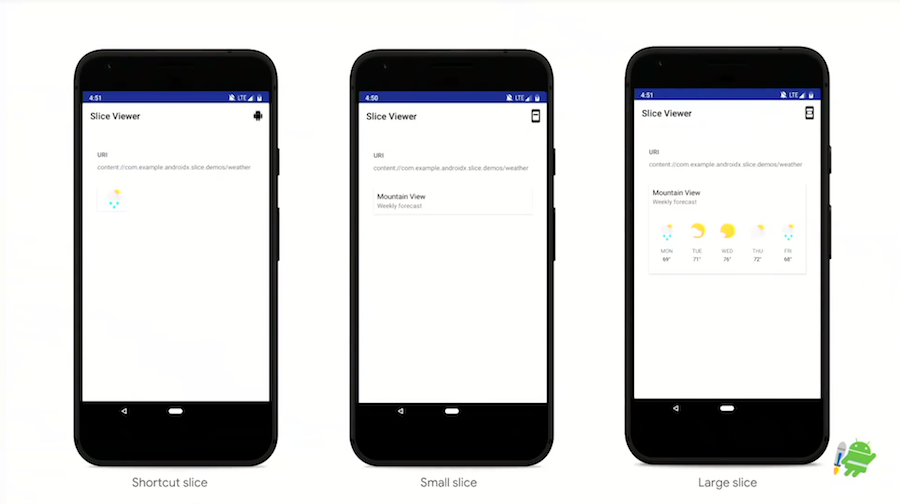 4:51
LTE
Slice Viewer
URI
content://com.example.androidx.slice.demos/weather
Shortcut slice
4:50
LTE
Slice Viewer
URI
content://com.example.androidx.slice.demos/weather
Mountain View
Weekly forecast
Small slice
4:51
LTE
Slice Viewer
URI
content://com.example.androidx.slice.demos/weather
Mountain View
Weekly forecast
MON TUE WED THU FRI
69° 71° 76° 72° 68°
Large slice